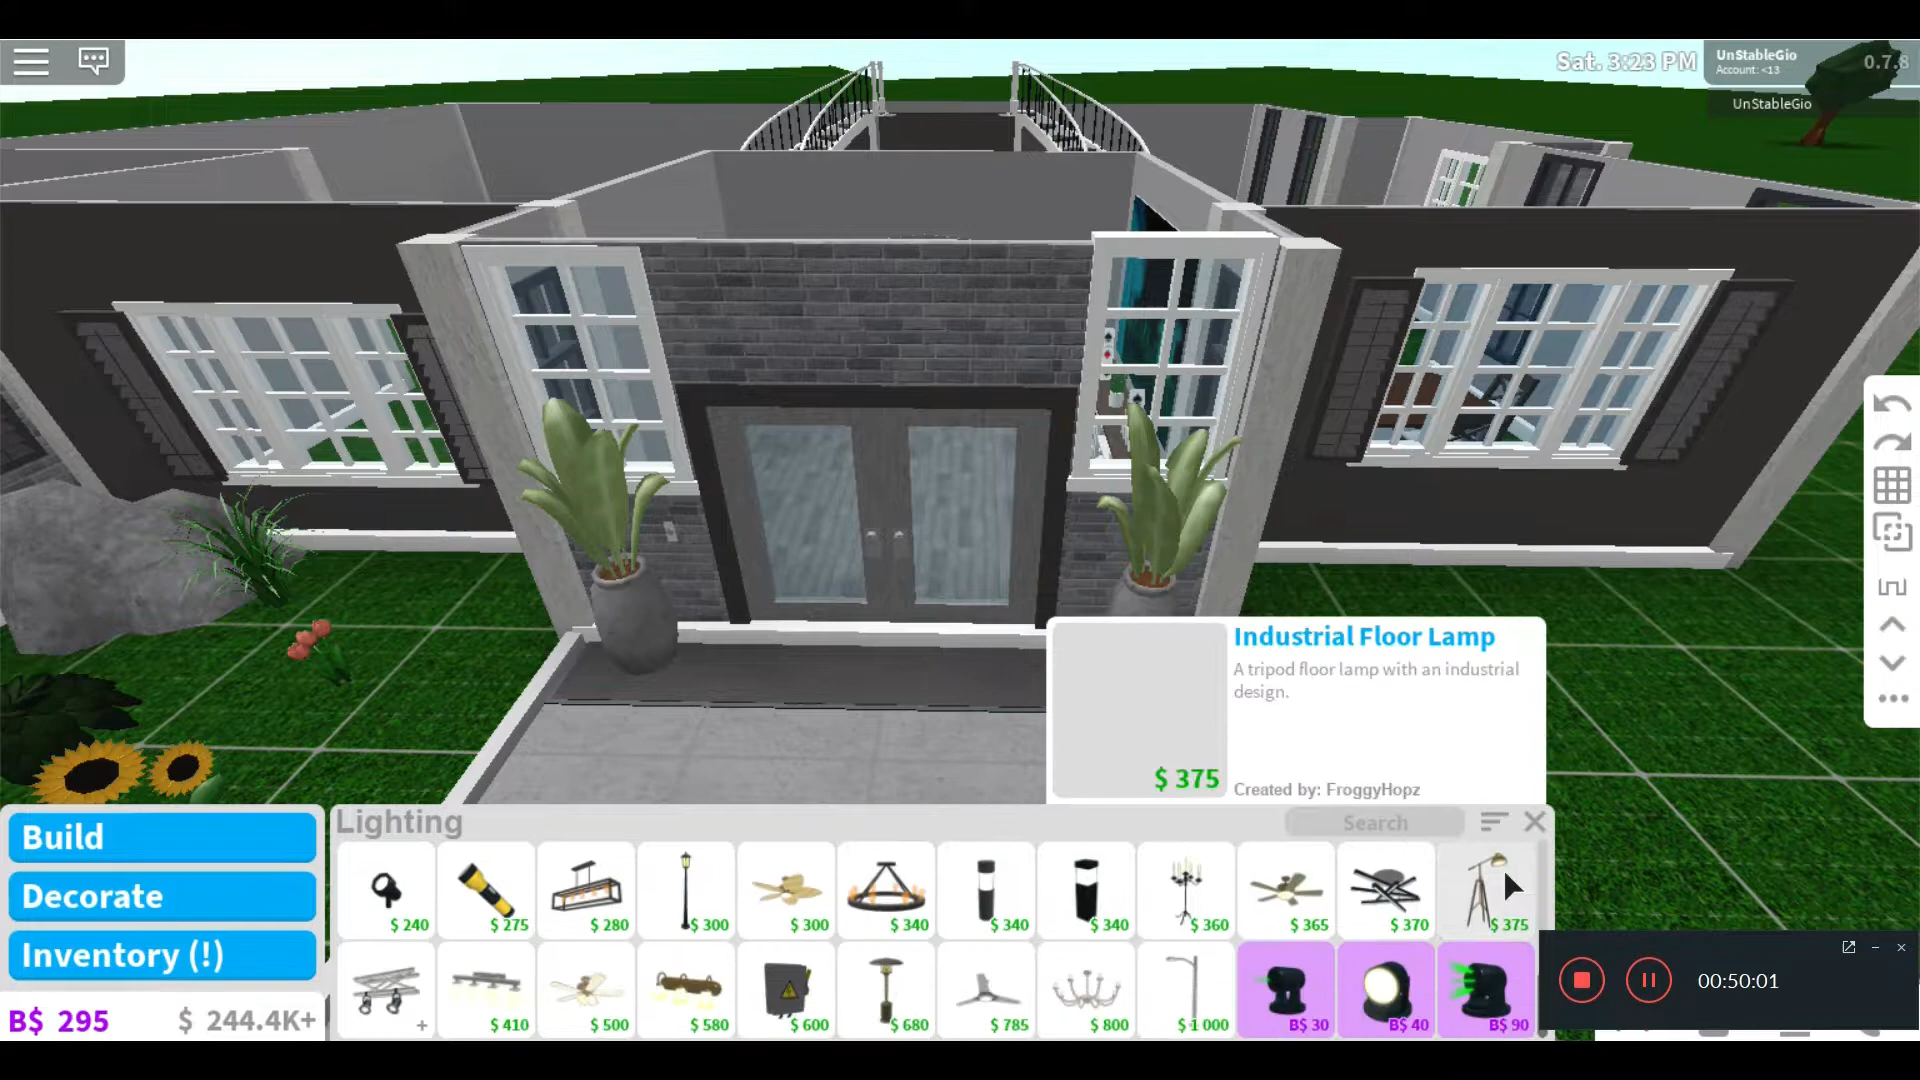 Sat. 3:23 PM
UnStableGio
Account: <13
0.7.8
UnStableGio
Industrial Floor Lamp
A tripod floor lamp with an industrial
design.
$ 375
Created by: FroggyHopz
Build
Decorate
Inventory (!)
B$ 295
$ 244.4K+
Lighting
Search
$ 240
$ 275
$ 280
$ 300
$ 300
$ 340
$ 340
$ 340
$ 360
$ 365
$ 370
$ 375
+
$ 410
$ 500
$ 580
$ 600
$ 680
$ 785
$ 800
$ 1 000
B$ 30
B$ 40
B$ 90
00:50:01